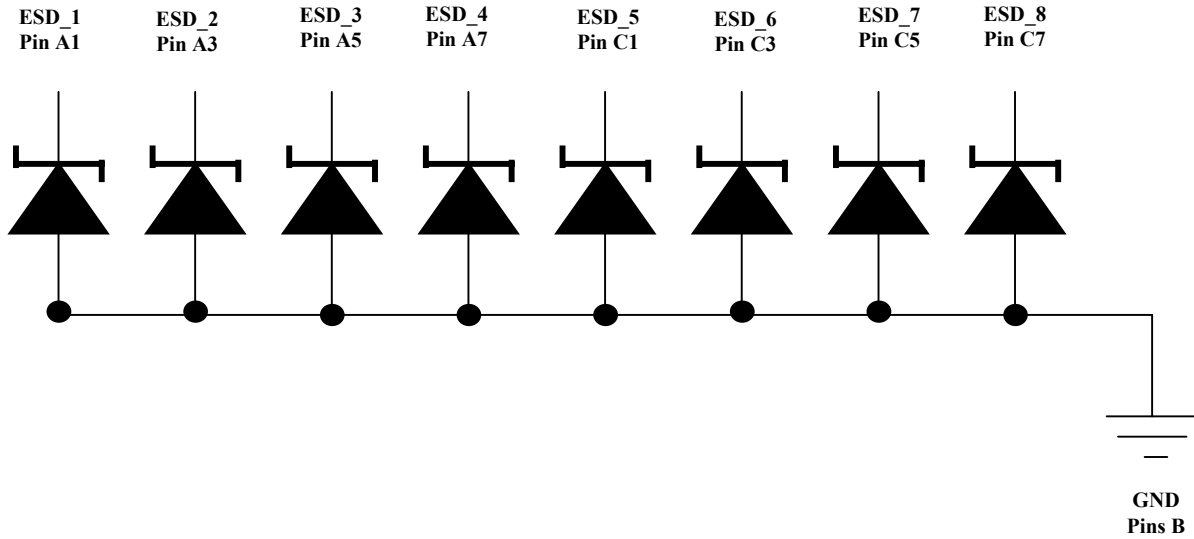 ESD_1
Pin A1
ESD_2
Pin A3
ESD_3
Pin A5
ESD_4
Pin A7
ESD_5
Pin C1
ESD_6
Pin C3
ESD_7
Pin C5
ESD_8
Pin C7
GND
Pins B